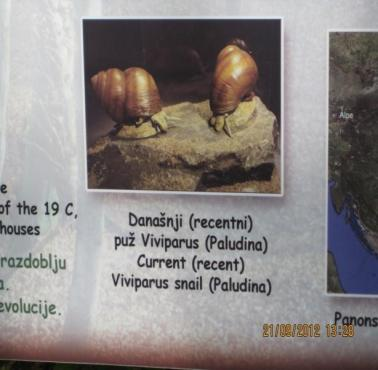 e
of the 19 C,
houses
razdoblju
a.
evolucije.
Današnji (recentni)
puž Viviparus (Paludina)
Current (recent)
Viviparus snail (Paludina)
Alpe
Panons
21/09/2012 13:28